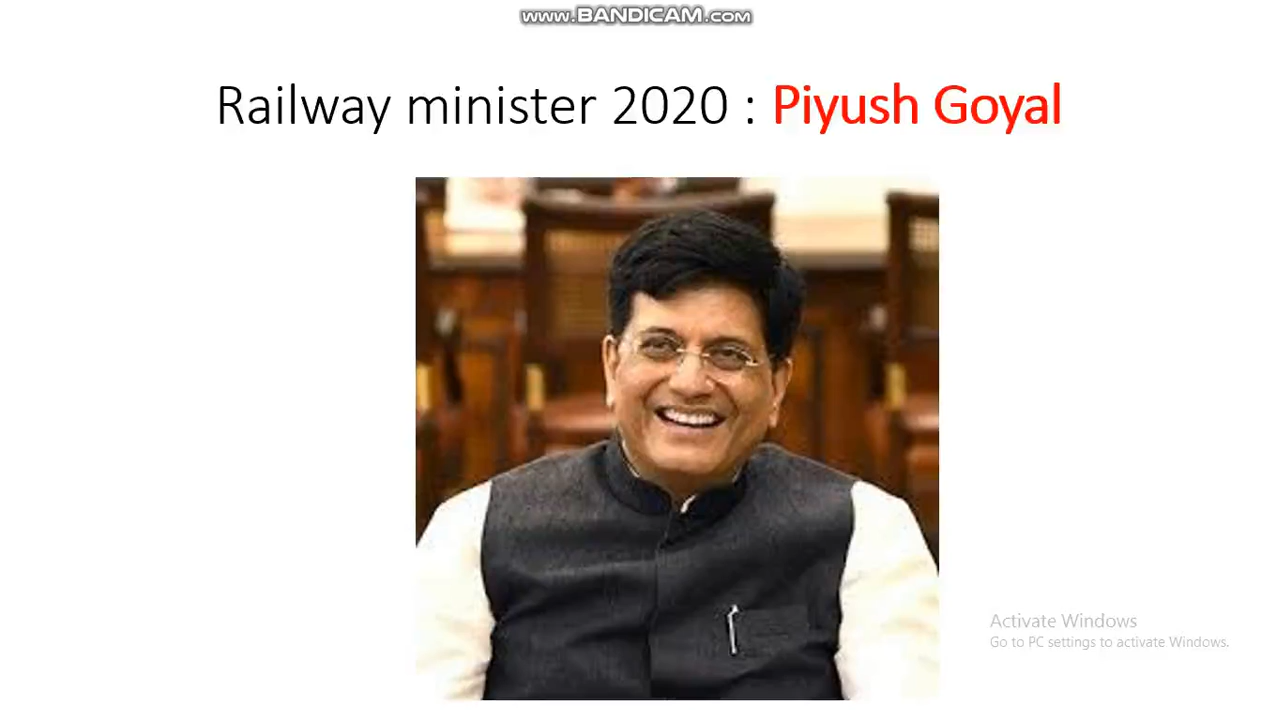 www.BANDICAM.com
Railway minister 2020 : Piyush Goyal
Activate Windows
Go to PC settings to activate Windows.